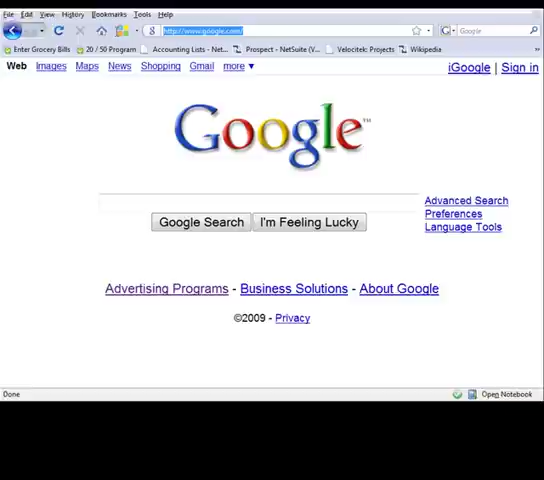 File Edit View History Bookmarks Tools Help
http://www.google.com/
Google
Enter Grocery Bills 20 / 50 Program Accounting Lists - Net... Prospect - NetSuite (V... Velocitek: Projects Wikipedia
Web Images Maps News Shopping Gmail more ▼
iGoogle | Sign in
Google™
Advanced Search
Preferences
Language Tools
Google Search I'm Feeling Lucky
Advertising Programs - Business Solutions - About Google
©2009 - Privacy
Done Open Notebook